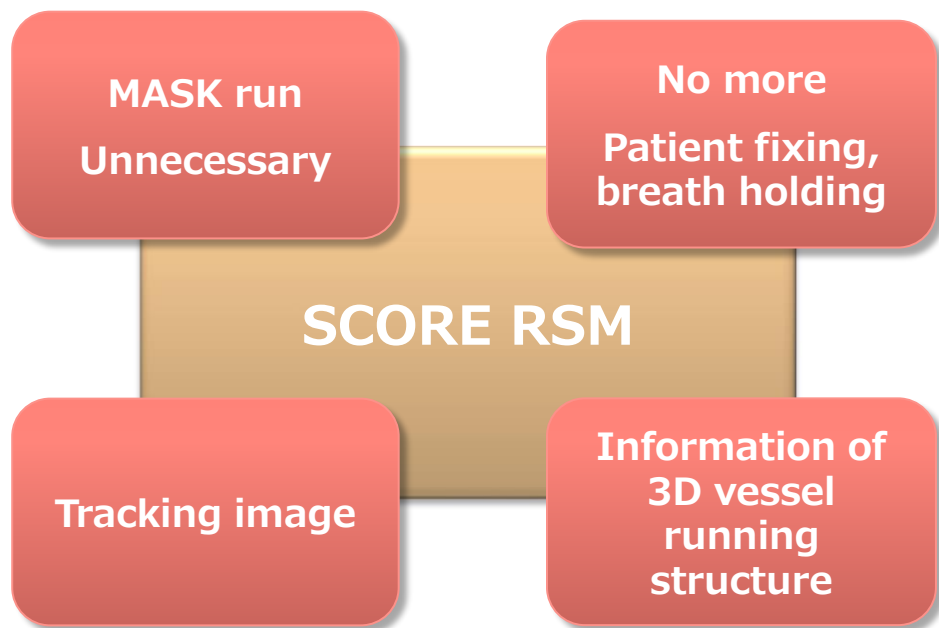 MASK run
Unnecessary
No more
Patient fixing,
breath holding
SCORE RSM
Tracking image
Information of
3D vessel
running
structure